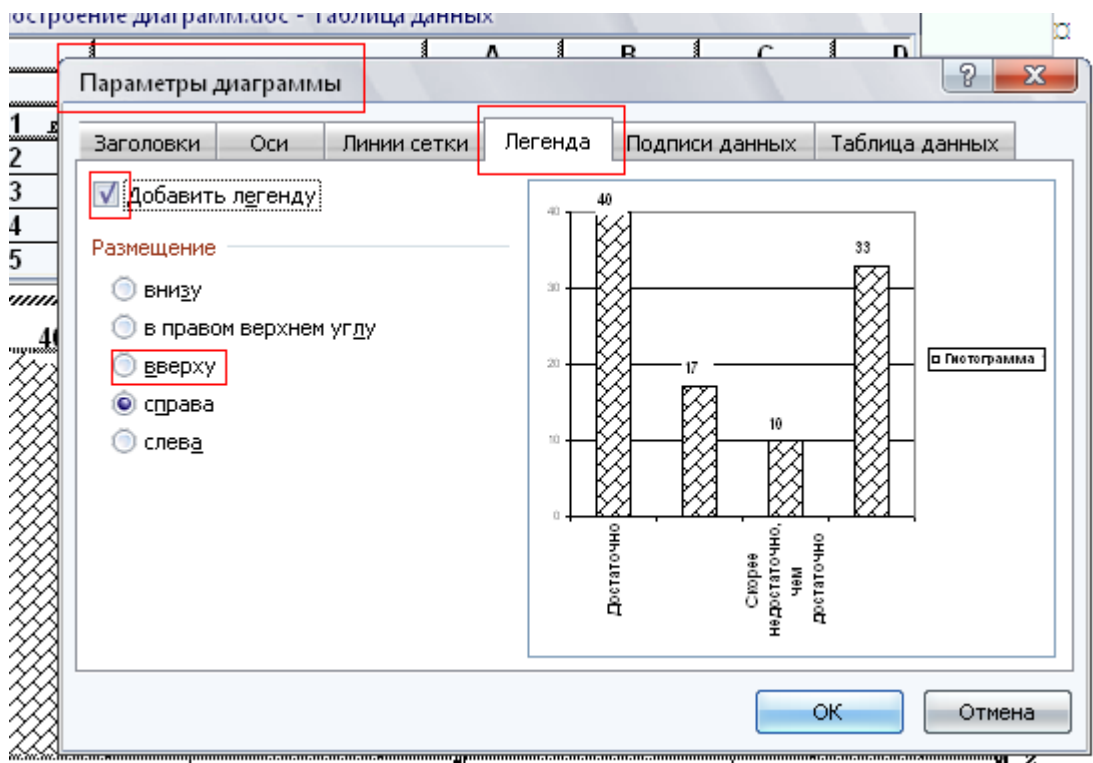 построение диаграмм.doc - Таблица данных
A B C D
Параметры диаграммы
?
1
2
3
4
5
Заголовки Оси Линии сетки Легенда Подписи данных Таблица данных
Добавить легенду
Размещение
внизу
в правом верхнем углу
вверху
справа
слева
40
40
30
20
10
0
40
17
10
33
Гистограмма
Достаточно
Скорее
недостаточно,
чем
достаточно
ОК Отмена